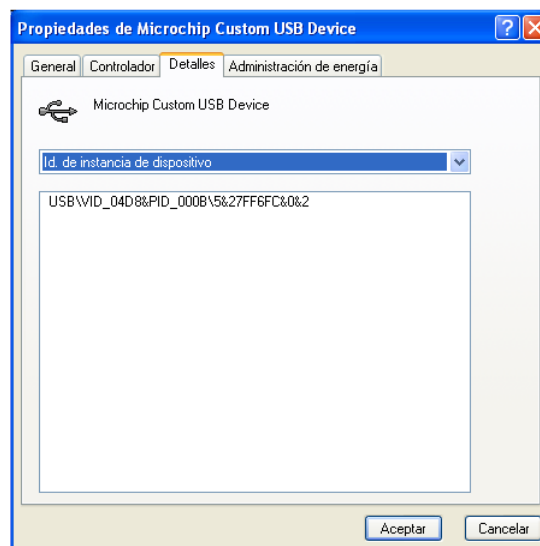 Propiedades de Microchip Custom USB Device
General Controlador Detalles Administración de energía
Microchip Custom USB Device
Id. de instancia de dispositivo
USB\VID_04D8&PID_000B\5&27FF6FC&0&2
Aceptar Cancelar